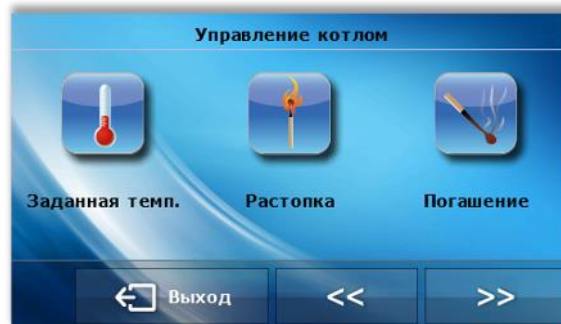 Управление котлом
Заданная темп. Растопка Погашение
Выход << >>